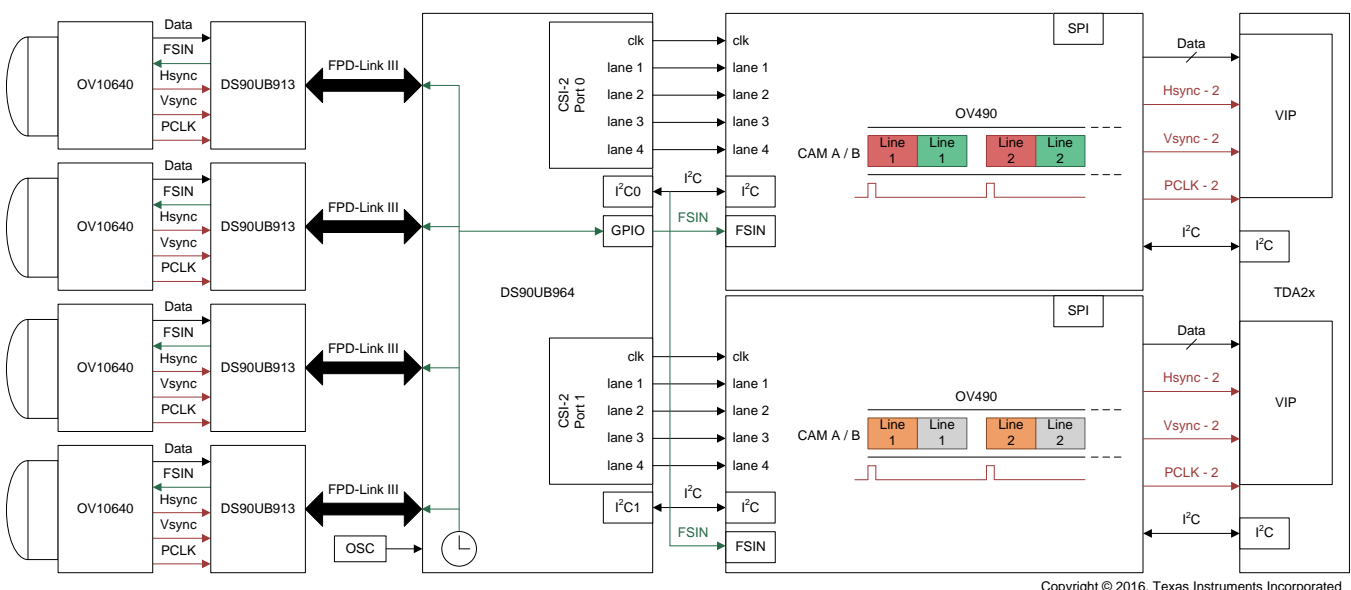 Data
FSIN
Hsync
Vsync
PCLK
OV10640
DS90UB913
FPD-Link III
Data
FSIN
Hsync
Vsync
PCLK
OV10640
DS90UB913
FPD-Link III
Data
FSIN
Hsync
Vsync
PCLK
OV10640
DS90UB913
FPD-Link III
Data
FSIN
Hsync
Vsync
PCLK
OV10640
DS90UB913
FPD-Link III
OSC
DS90UB964
CSI-2
Port 0
clk
lane 1
lane 2
lane 3
lane 4
I²C0
GPIO
CSI-2
Port 1
clk
lane 1
lane 2
lane 3
lane 4
I²C1
I²C
FSIN
I²C
FSIN
clk
lane 1
lane 2
lane 3
lane 4
I²C
FSIN
SPI
OV490
CAM A / B
Line 1
Line 1
Line 2
Line 2
clk
lane 1
lane 2
lane 3
lane 4
I²C
FSIN
SPI
OV490
CAM A / B
Line 1
Line 1
Line 2
Line 2
Data
Hsync - 2
Vsync - 2
PCLK - 2
I²C
Data
Hsync - 2
Vsync - 2
PCLK - 2
I²C
VIP
I²C
TDA2x
VIP
I²C
Copyright © 2016, Texas Instruments Incorporated